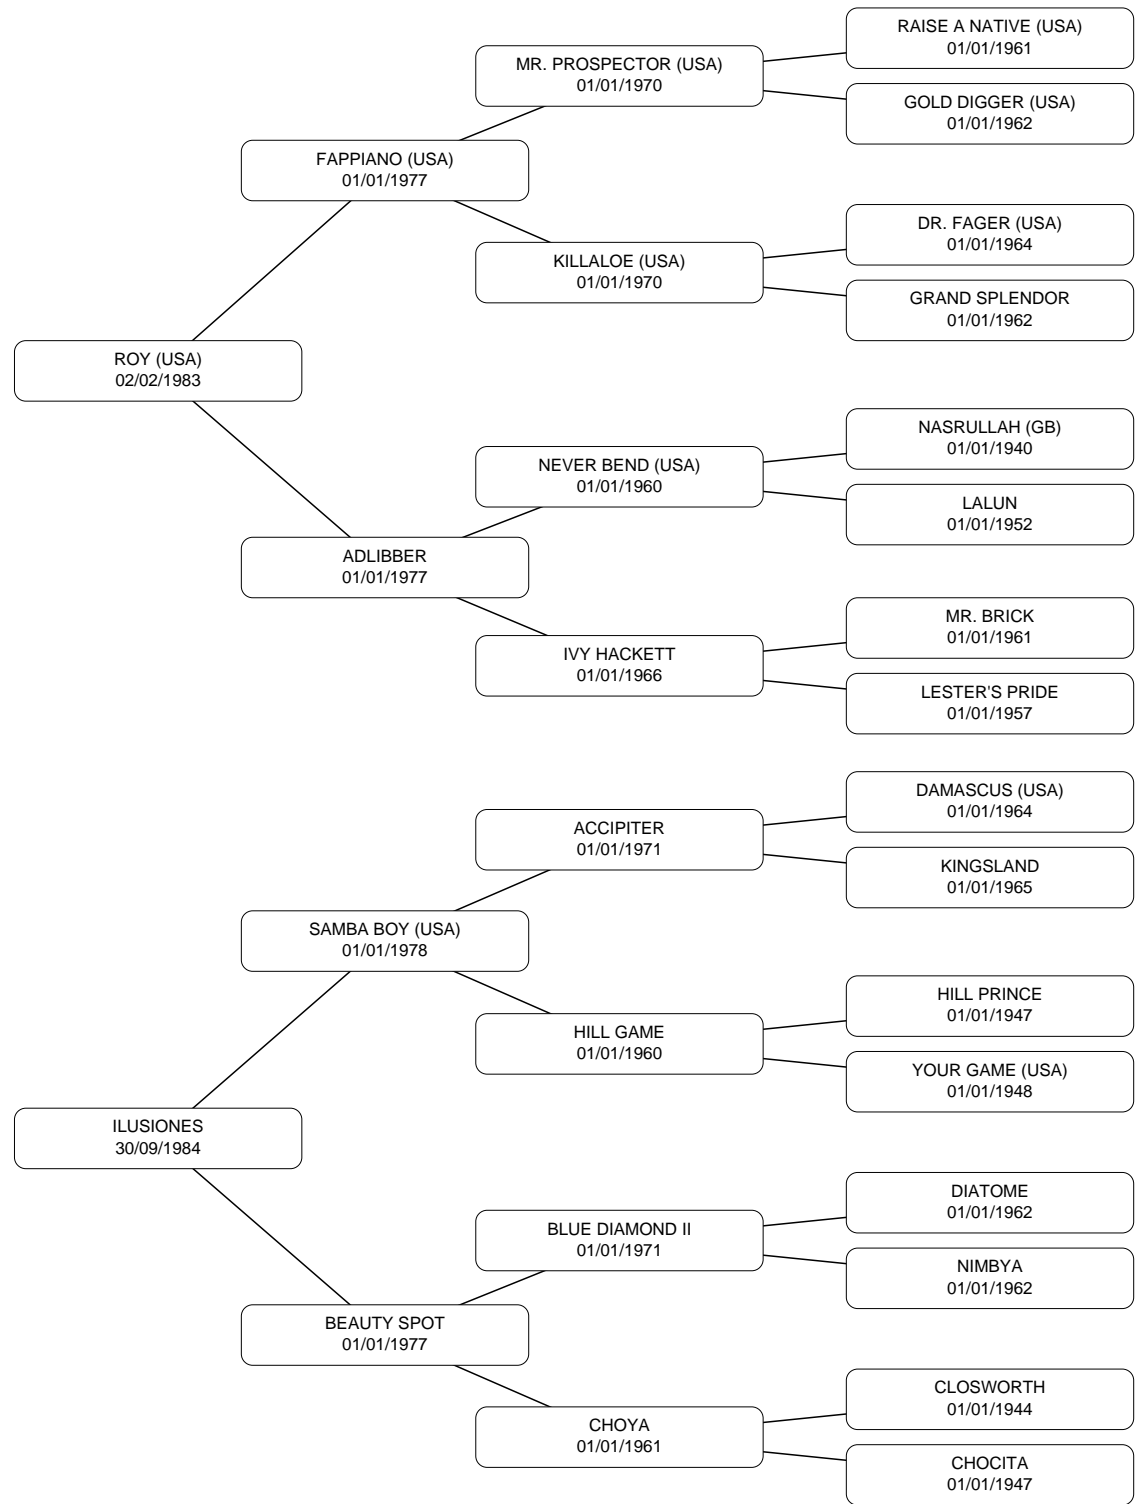 RAISE A NATIVE (USA)
01/01/1961
MR. PROSPECTOR (USA)
01/01/1970
GOLD DIGGER (USA)
01/01/1962
FAPPIANO (USA)
01/01/1977
DR. FAGER (USA)
01/01/1964
KILLALOE (USA)
01/01/1970
GRAND SPLENDOR
01/01/1962
ROY (USA)
02/02/1983
NASRULLAH (GB)
01/01/1940
NEVER BEND (USA)
01/01/1960
LALUN
01/01/1952
ADLIBBER
01/01/1977
MR. BRICK
01/01/1961
IVY HACKETT
01/01/1966
LESTER'S PRIDE
01/01/1957
DAMASCUS (USA)
01/01/1964
ACCIPITER
01/01/1971
KINGSLAND
01/01/1965
SAMBA BOY (USA)
01/01/1978
HILL PRINCE
01/01/1947
HILL GAME
01/01/1960
YOUR GAME (USA)
01/01/1948
ILUSIONES
30/09/1984
DIATOME
01/01/1962
BLUE DIAMOND II
01/01/1971
NIMBYA
01/01/1962
BEAUTY SPOT
01/01/1977
CLOSWORTH
01/01/1944
CHOYA
01/01/1961
CHOCITA
01/01/1947